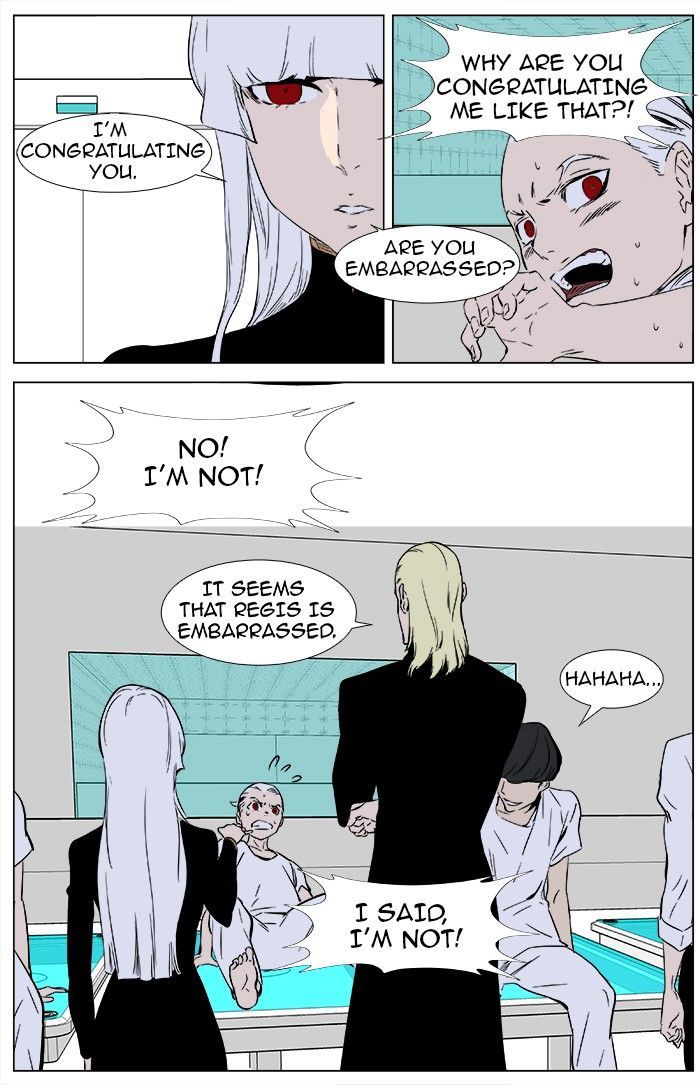 I'M
CONGRATULATING
YOU.
WHY ARE YOU
CONGRATULATING
ME LIKE THAT?!
ARE YOU
EMBARRASSED?
NO!
I'M NOT!
IT SEEMS
THAT REGIS IS
EMBARRASSED.
HAHAHA...
I SAID,
I'M NOT!